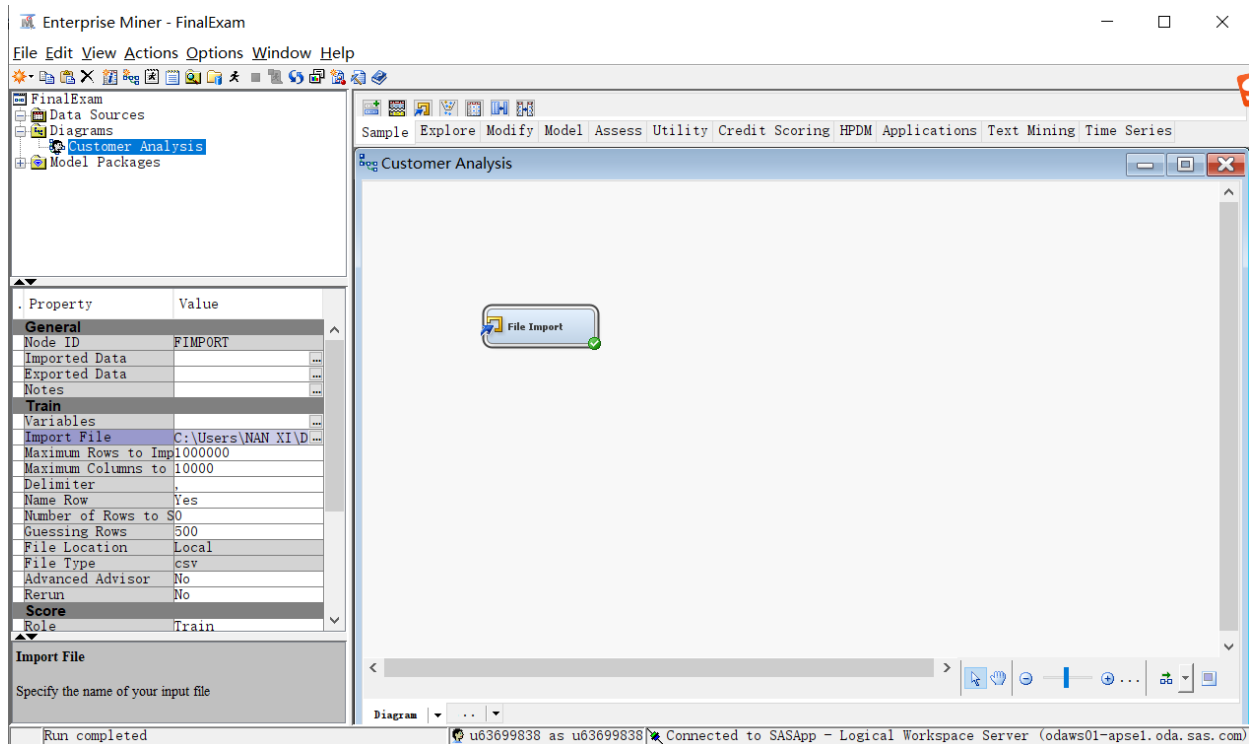 Enterprise Miner - FinalExam
File Edit View Actions Options Window Help
FinalExam
Data Sources
Diagrams
Customer Analysis
Model Packages
. Property Value
General
Node ID FIMPORT
Imported Data ...
Exported Data ...
Notes ...
Train
Variables ...
Import File C:\Users\NAN XI\D ...
Maximum Rows to Imp 1000000
Maximum Columns to 10000
Delimiter ,
Name Row Yes
Number of Rows to S 0
Guessing Rows 500
File Location Local
File Type csv
Advanced Advisor No
Rerun No
Score
Role Train
Import File
Specify the name of your input file
Sample Explore Modify Model Assess Utility Credit Scoring HPDM Applications Text Mining Time Series
Customer Analysis
File Import
Diagram ..
Run completed
u63699838 as u63699838 Connected to SASApp - Logical Workspace Server (odaws01-apse1.oda.sas.com)